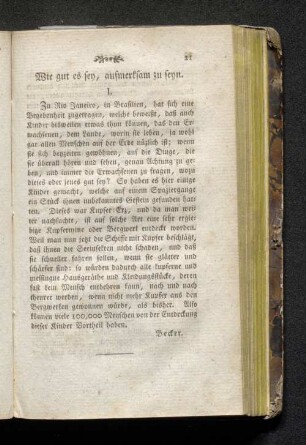 21
Wie gut es sey, aufmerksam zu seyn.
I.
Zu Rio Janeiro, in Brasilien, hat sich eine
Begebenheit zugetragen, welche beweißt, daß auch
Kinder bisweilen etwas thun können, das den Er-
wachsenen, dem Lande, worin sie leben, ja wohl
gar allen Menschen auf der Erde nützlich ist; wenn
sie sich bezeiten gewöhnen, auf die Dinge, die
sie überall hören und sehen, genau Achtung zu ge-
ben, und immer die Erwachsenen zu fragen, wozu
dieses oder jenes gut sey? So haben es hier einige
Kinder gemacht, welche auf einem Spaziergange
ein Stück ihnen unbekanntes Gestein gefunden hat-
ten. Dieses war Kupfer-Erz, und da man wei-
ter nachsuchte, ist auf solche Art eine sehr ergie-
bige Kupfermine oder Bergwerk entdeckt worden.
Weil man nun jetzt die Schiffe mit Kupfer beschlägt,
daß ihnen die Seemuscheln nicht schaden, und daß
sie schneller fahren sollen, wenn sie glätter und
schärfer sind: so würden dadurch alle kupferne und
messingne Hausgeräthe und Kleidungsstücke, deren
fast kein Mensch entbehren kann, nach und nach
theurer werden, wenn nicht mehr Kupfer aus den
Bergwerken gewonnen würde, als bisher. Also
können viele 100,000 Menschen von der Entdeckung
dieser Kinder Vortheil haben.
Becker.